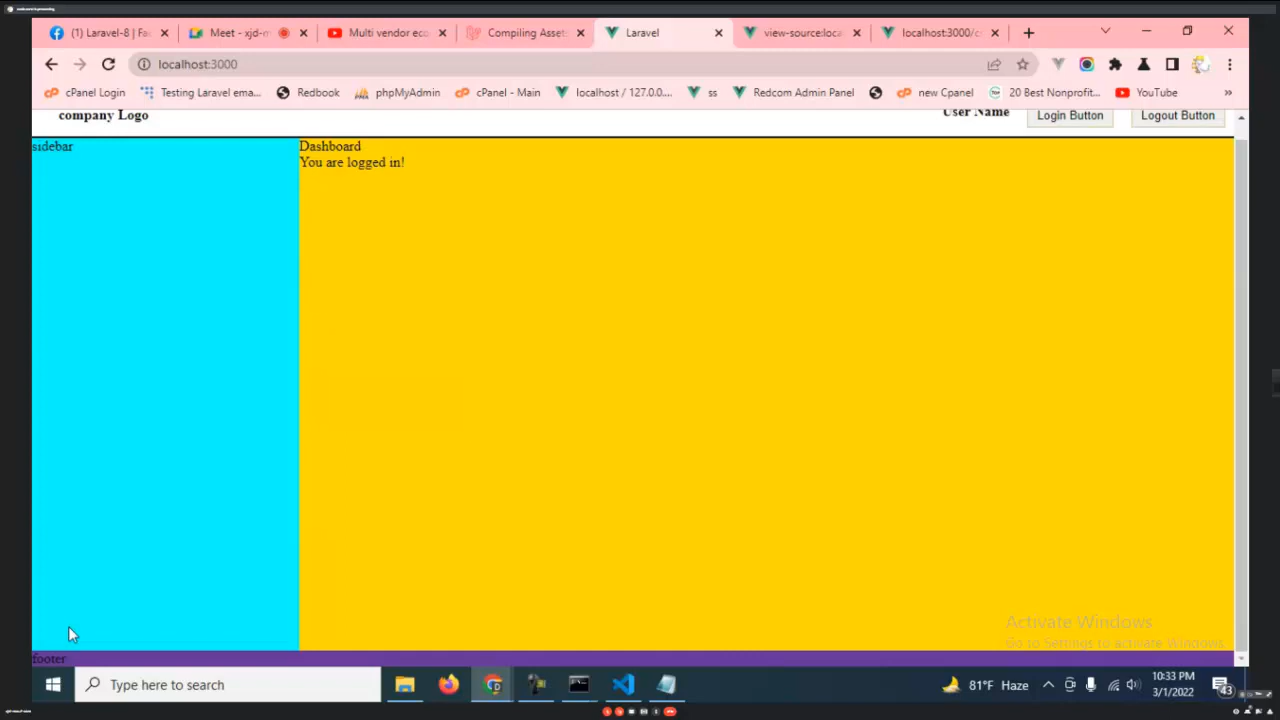 (1) Laravel-8 | Fa
Meet - xjd-m
Multi vendor eco
Compiling Asset
Laravel
view-source:loca
localhost:3000/c
localhost:3000
cPanel Login
Testing Laravel ema...
Redbook
phpMyAdmin
cPanel - Main
localhost / 127.0.0....
ss
Redcom Admin Panel
new Cpanel
20 Best Nonprofit...
YouTube
»
company Logo
User Name
Login Button
Logout Button
sidebar
Dashboard
You are logged in!
Activate Windows
Go to Settings to activate Windows.
footer
Type here to search
81°F Haze
10:33 PM
3/1/2022
43